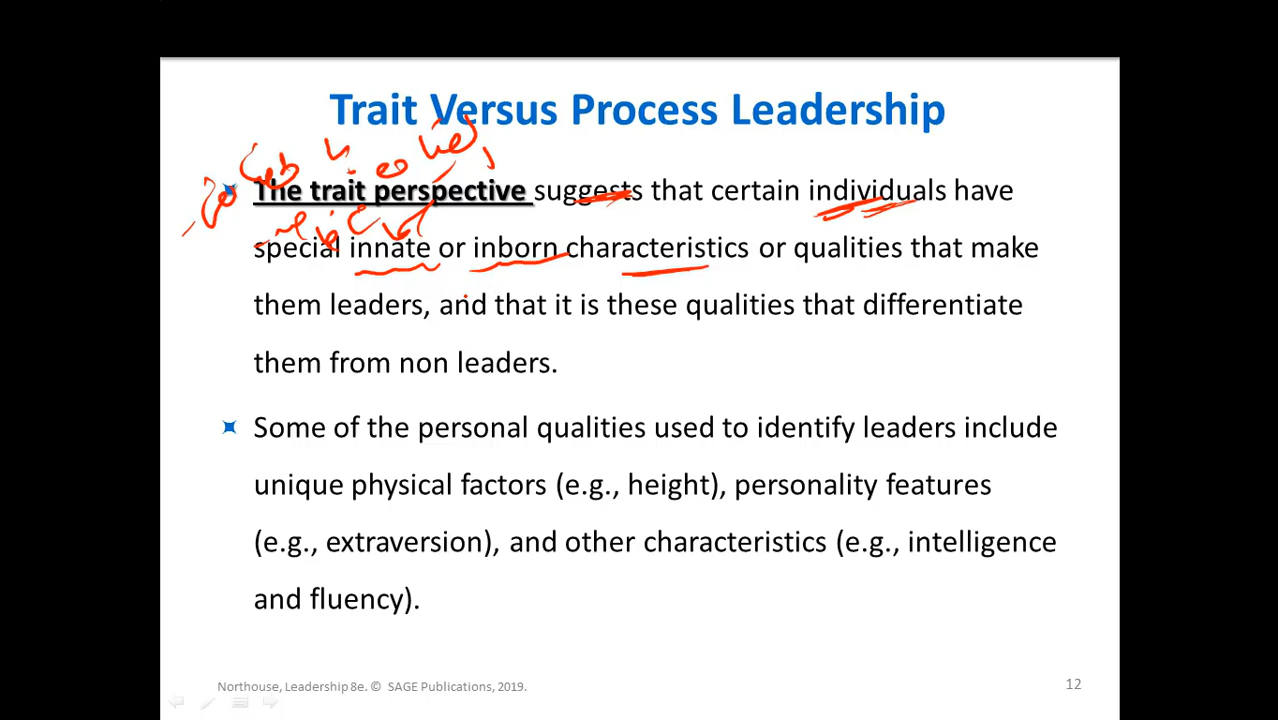 Trait Versus Process Leadership
The trait perspective suggests that certain individuals have
special innate or inborn characteristics or qualities that make
them leaders, and that it is these qualities that differentiate
them from non leaders.
Some of the personal qualities used to identify leaders include
unique physical factors (e.g., height), personality features
(e.g., extraversion), and other characteristics (e.g., intelligence
and fluency).
Northouse, Leadership 8e. © SAGE Publications, 2019.
12